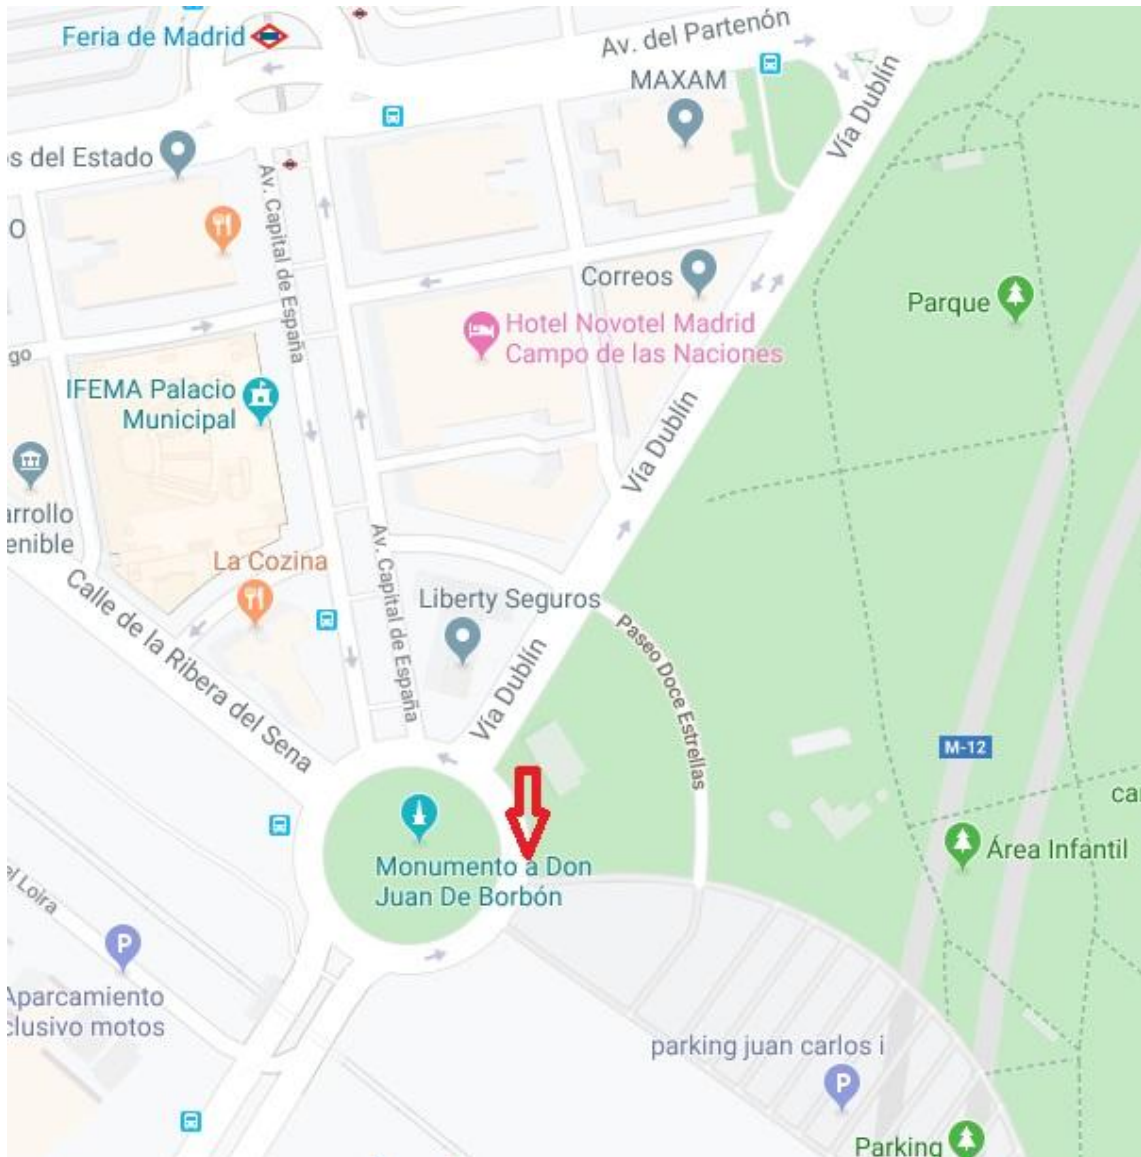 Feria de Madrid
Av. del Partenón
MAXAM
Vía Dublín
s del Estado
Av. Capital de España
O
Correos
Parque
Hotel Novotel Madrid
Campo de las Naciones
go
IFEMA Palacio
Municipal
Vía Dublín
arrollo
enible
La Cozina
Av. Capital de España
Calle de la Ribera del Sena
Liberty Seguros
Paseo Doce Estrellas
Vía Dublín
M-12
ca
Monumento a Don
Juan De Borbón
Área Infantil
l Loira
P
Aparcamiento
clusivo motos
parking juan carlos i
P
Parking